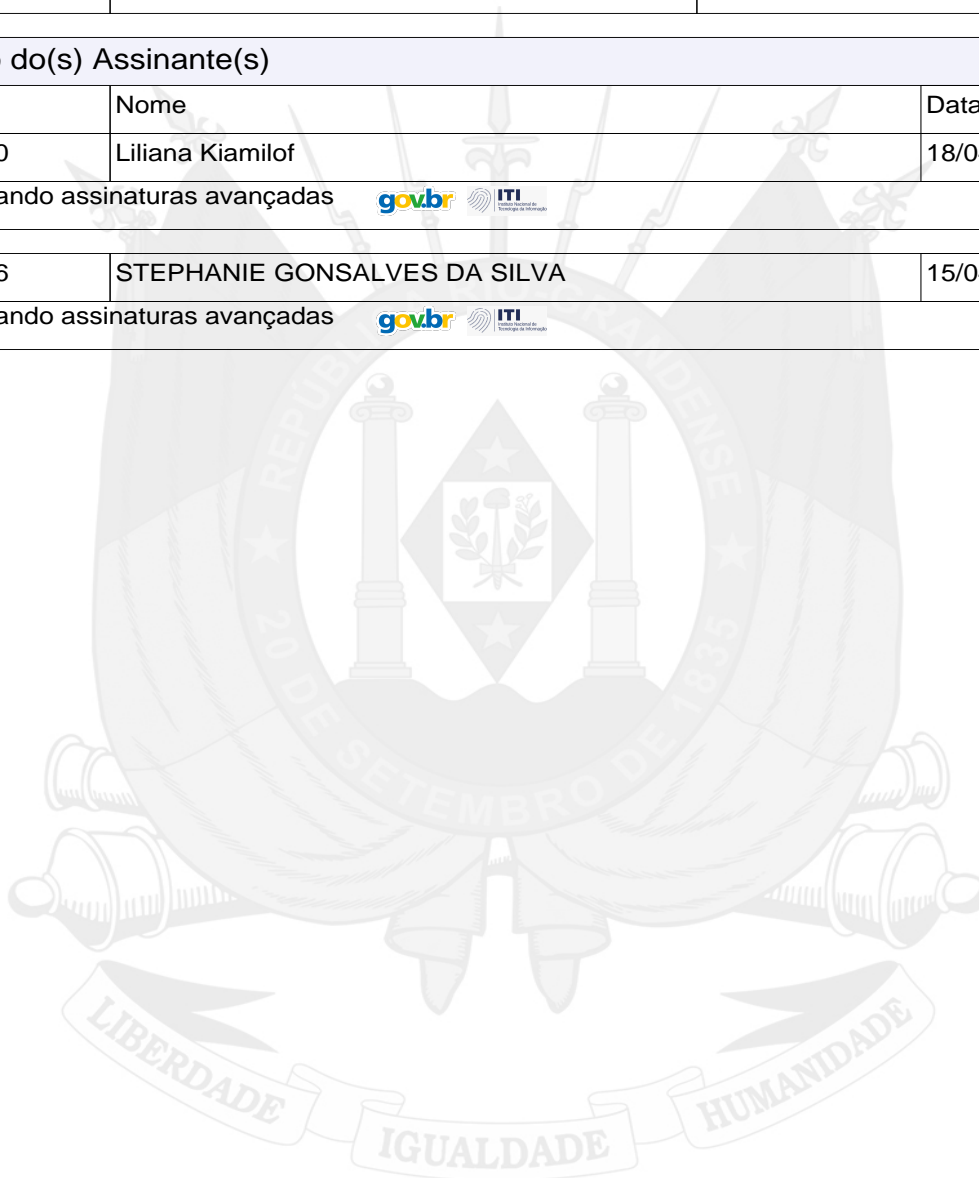 do(s) Assinante(s)
Nome Data
0 Liliana Kiamilof 18/0
ando assinaturas avançadas gov.br ITI
6 STEPHANIE GONSALVES DA SILVA 15/0
ando assinaturas avançadas gov.br ITI
REPÚBLICA RIO-GRANDENSE
20 DE SETEMBRO DE 1835
LIBERDADE IGUALDADE HUMANIDADE